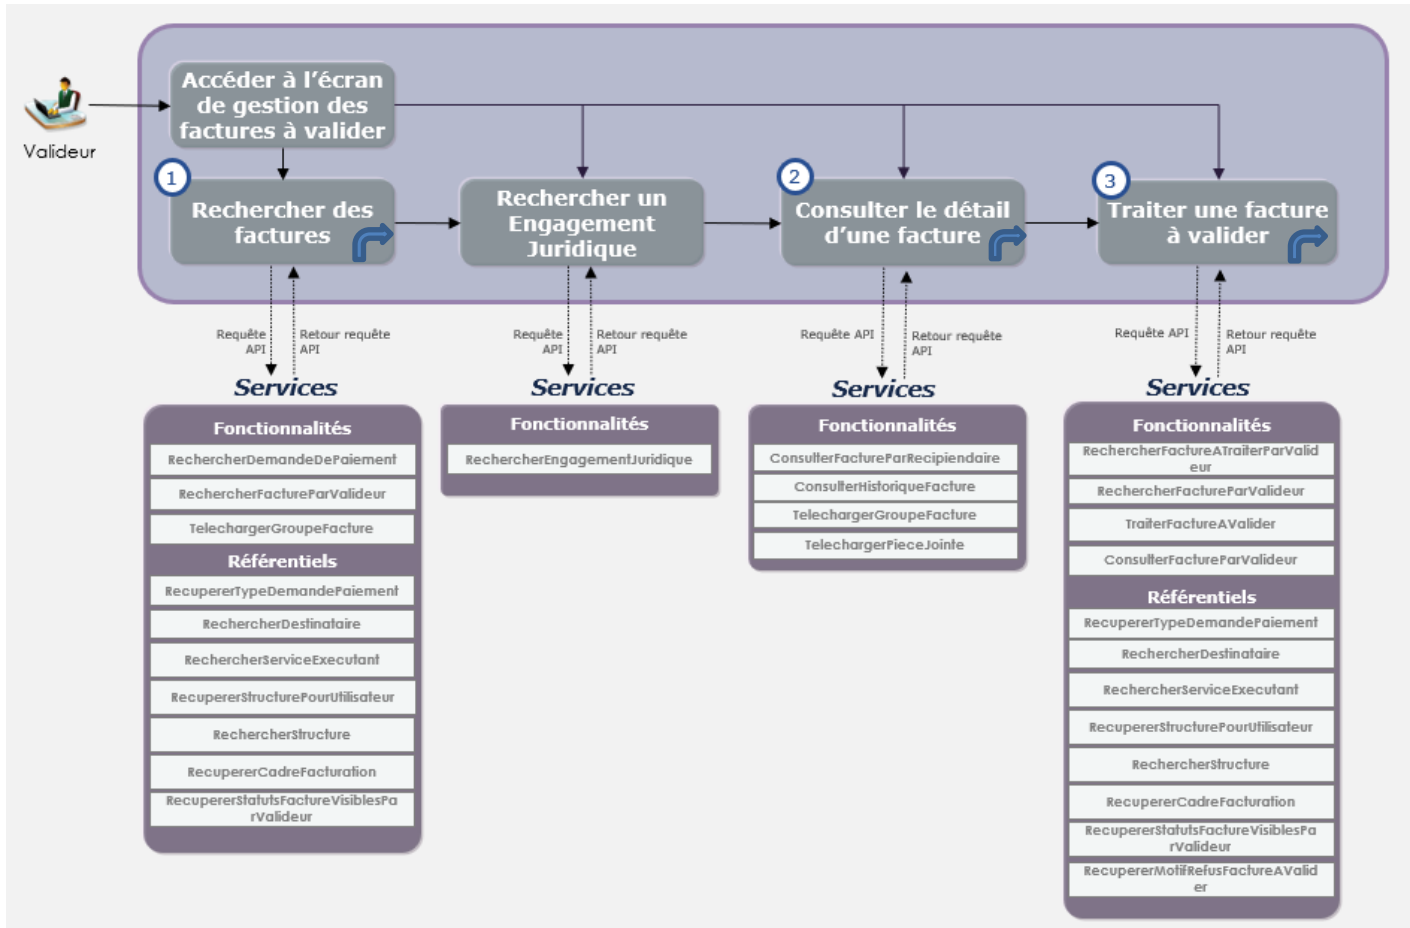 Accéder à l'écran
de gestion des
factures à valider
Valideur
1
Rechercher des
factures
Rechercher un
Engagement
Juridique
2
Consulter le détail
d'une facture
3
Traiter une facture
à valider
Requête
API
Retour requête
API
Requête
API
Retour requête
API
Requête API
Retour requête
API
Requête API
Retour requête
API
Services
Fonctionnalités
RechercherDemandeDePaiement
RechercherFactureParValideur
TelechargerGroupeFacture
Référentiels
RecupererTypeDemandePaiement
RechercherDestinataire
RechercherServiceExecutant
RecupererStructurePourUtilisateur
RechercherStructure
RecupererCadreFacturation
RecupererStatutsFactureVisiblesPa
rValideur
Services
Fonctionnalités
RechercherEngagementJuridique
Services
Fonctionnalités
ConsulterFactureParRecipiendaire
ConsulterHistoriqueFacture
TelechargerGroupeFacture
TelechargerPieceJointe
Services
Fonctionnalités
RechercherFactureATraiterParValid
eur
RechercherFactureParValideur
TraiterFactureAValider
ConsulterFactureParValideur
Référentiels
RecupererTypeDemandePaiement
RechercherDestinataire
RechercherServiceExecutant
RecupererStructurePourUtilisateur
RechercherStructure
RecupererCadreFacturation
RecupererStatutsFactureVisiblesPa
rValideur
RecupererMotifRefusFactureAValid
er